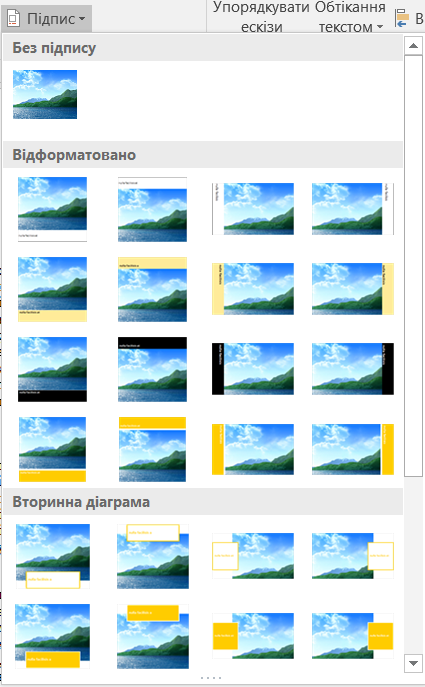 Підпис
Упорядкувати
ескізи
Обтікання
текстом
В
Без підпису
Відформатовано
Вторинна діаграма